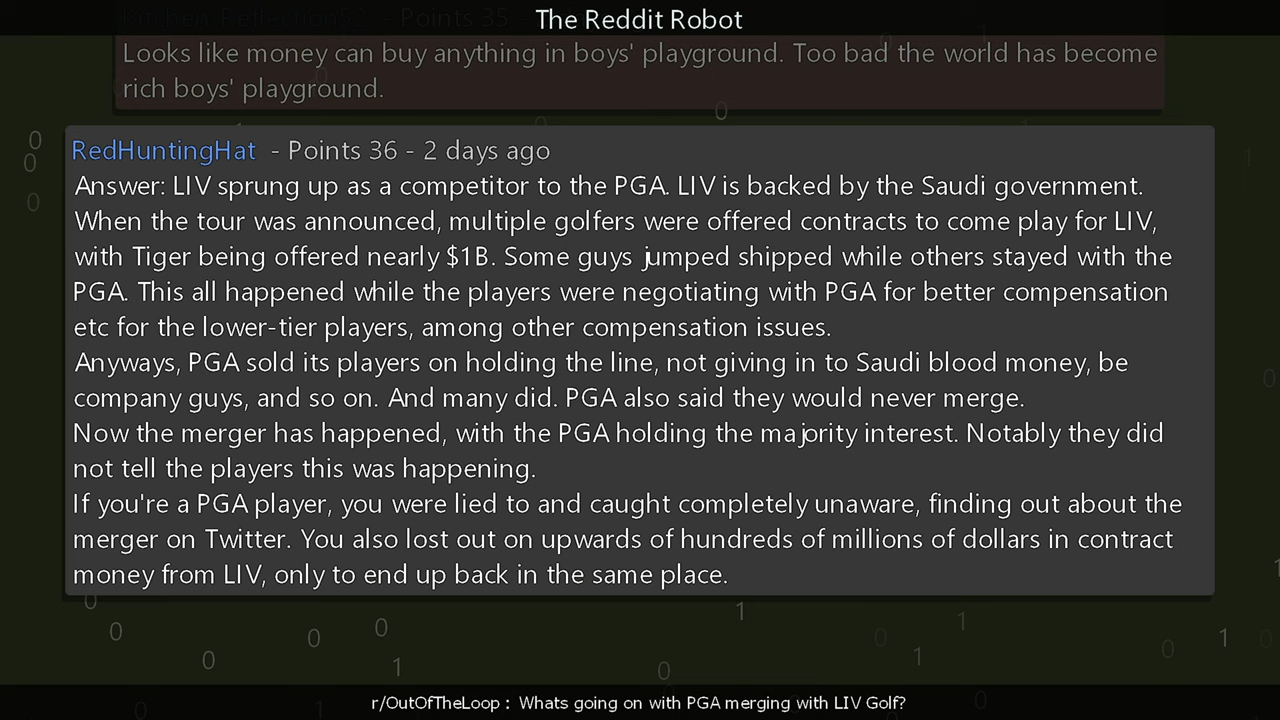 The Reddit Robot
Points 35
Looks like money can buy anything in boys' playground. Too bad the world has become
rich boys' playground.
RedHuntingHat - Points 36 - 2 days ago
Answer: LIV sprung up as a competitor to the PGA. LIV is backed by the Saudi government.
When the tour was announced, multiple golfers were offered contracts to come play for LIV,
with Tiger being offered nearly $1B. Some guys jumped shipped while others stayed with the
PGA. This all happened while the players were negotiating with PGA for better compensation
etc for the lower-tier players, among other compensation issues.
Anyways, PGA sold its players on holding the line, not giving in to Saudi blood money, be
company guys, and so on. And many did. PGA also said they would never merge.
Now the merger has happened, with the PGA holding the majority interest. Notably they did
not tell the players this was happening.
If you're a PGA player, you were lied to and caught completely unaware, finding out about the
merger on Twitter. You also lost out on upwards of hundreds of millions of dollars in contract
money from LIV, only to end up back in the same place.
r/OutOfTheLoop : Whats going on with PGA merging with LIV Golf?